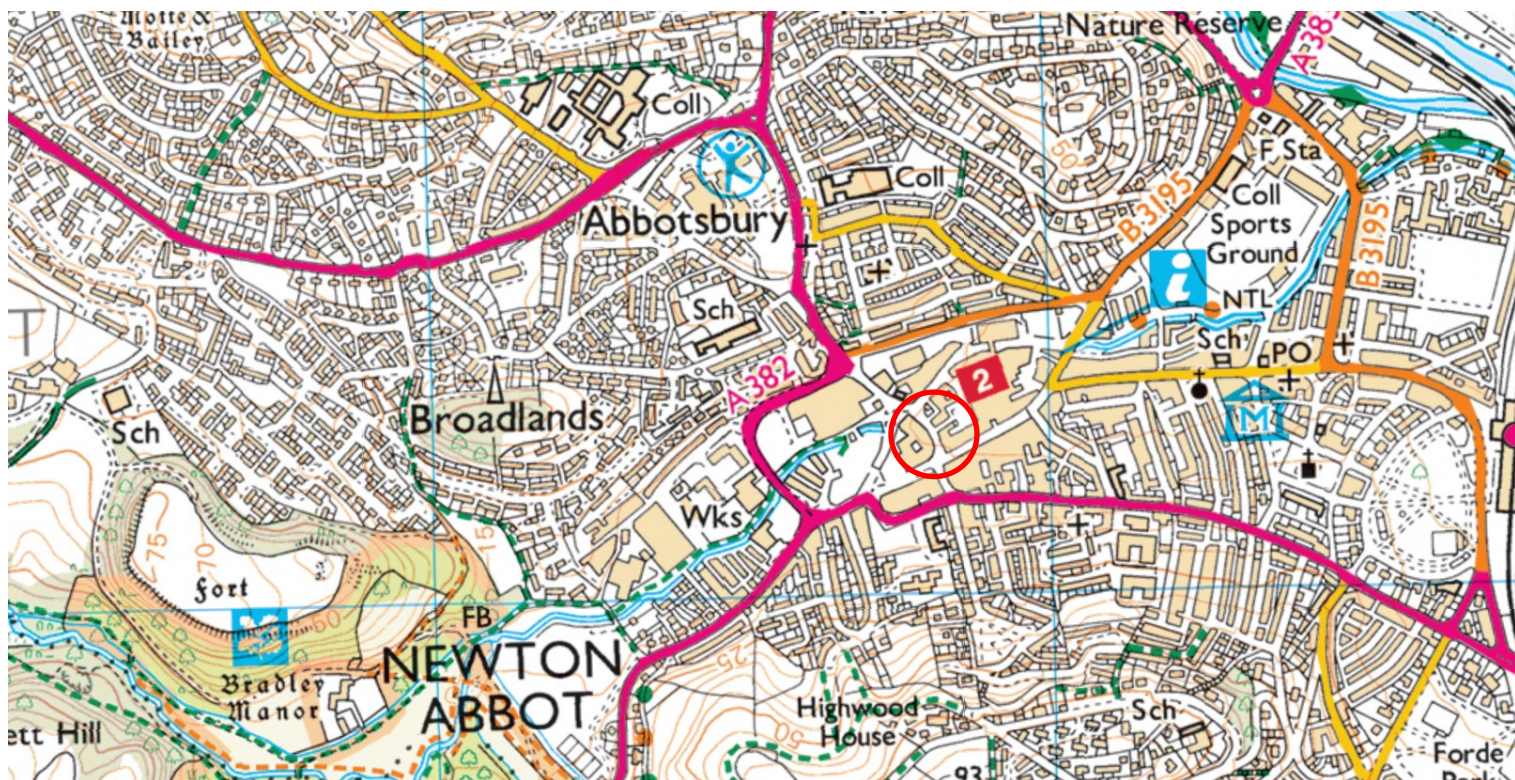 Motte &
Bailey
Nature Reserve
A 38
Coll
50
F Sta
Coll
Coll
Sports
Ground
B 3195
Abbotsbury
B 3195
i
NTL
Sch
Sch
PO
A 382
2
Broadlands
M
Sch
Wks
75
70
15
Fort
50
FB
NEWTON
ABBOT
25
Bradley
Manor
Highwood
House
50
Sch
ett Hill
Forde
93
T